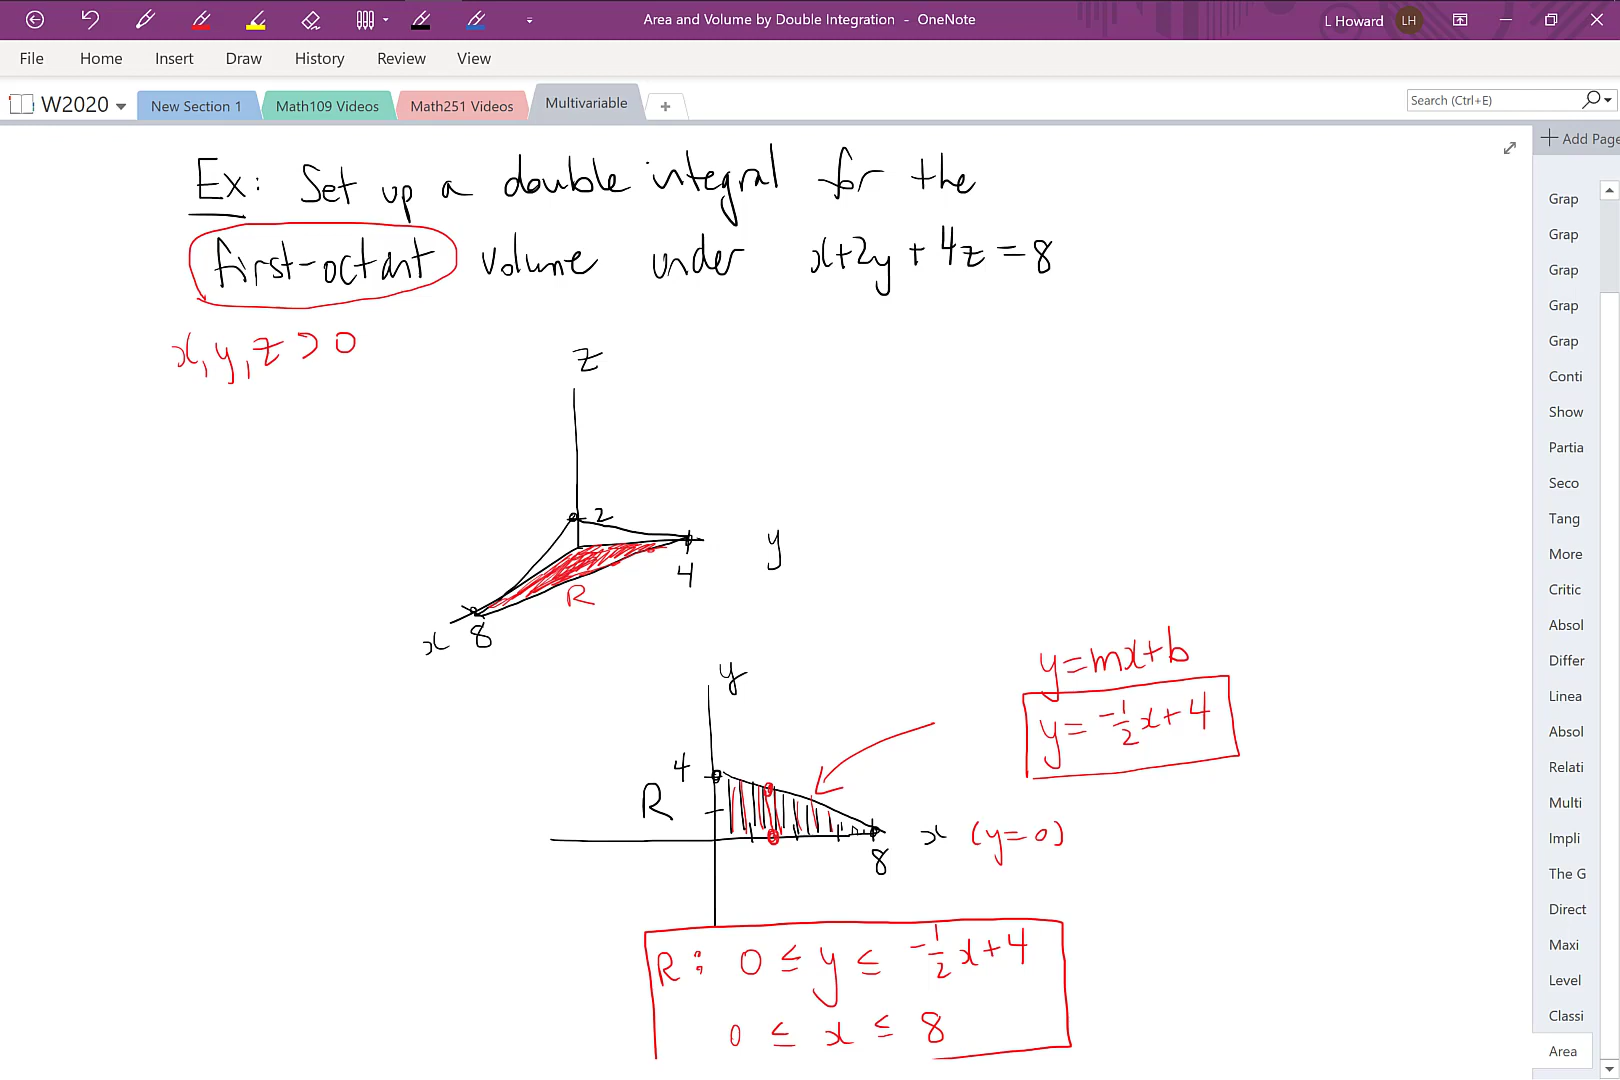 Area and Volume by Double Integration - OneNote
L Howard LH
File Home Insert Draw History Review View
W2020 New Section 1 Math109 Videos Math251 Videos Multivariable + Search (Ctrl+E)
+ Add Page
Ex: Set up a double integral for the
first-octant volume under x+2y+4z=8
x, y, z > 0
z
2
y
4
R
x 8
y
y=mx+b
y=-1/2x+4
4
R
x (y=0)
8
R: 0 ≤ y ≤ -1/2x+4
0 ≤ x ≤ 8
Grap
Grap
Grap
Grap
Grap
Conti
Show
Partia
Seco
Tang
More
Critic
Absol
Differ
Linea
Absol
Relati
Multi
Impli
The G
Direct
Maxi
Level
Classi
Area